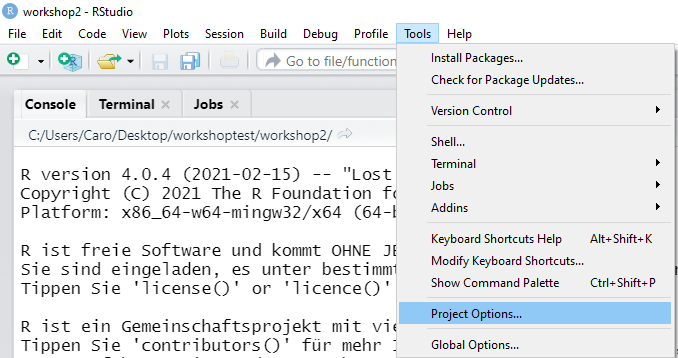 workshop2 - RStudio
File Edit Code View Plots Session Build Debug Profile Tools Help
Go to file/function
Install Packages...
Check for Package Updates...
Version Control
Shell...
Terminal
Jobs
Addins
Keyboard Shortcuts Help Alt+Shift+K
Modify Keyboard Shortcuts...
Show Command Palette Ctrl+Shift+P
Project Options...
Global Options...
Console Terminal Jobs
C:/Users/Caro/Desktop/workshoptest/workshop2/
R version 4.0.4 (2021-02-15) -- "Lost
Copyright (C) 2021 The R Foundation fo
Platform: x86_64-w64-mingw32/x64 (64-b
R ist freie Software und kommt OHNE JE
Sie sind eingeladen, es unter bestimmt
Tippen Sie 'license()' or 'licence()'
R ist ein Gemeinschaftsprojekt mit vie
Tippen Sie 'contributors()' für mehr I